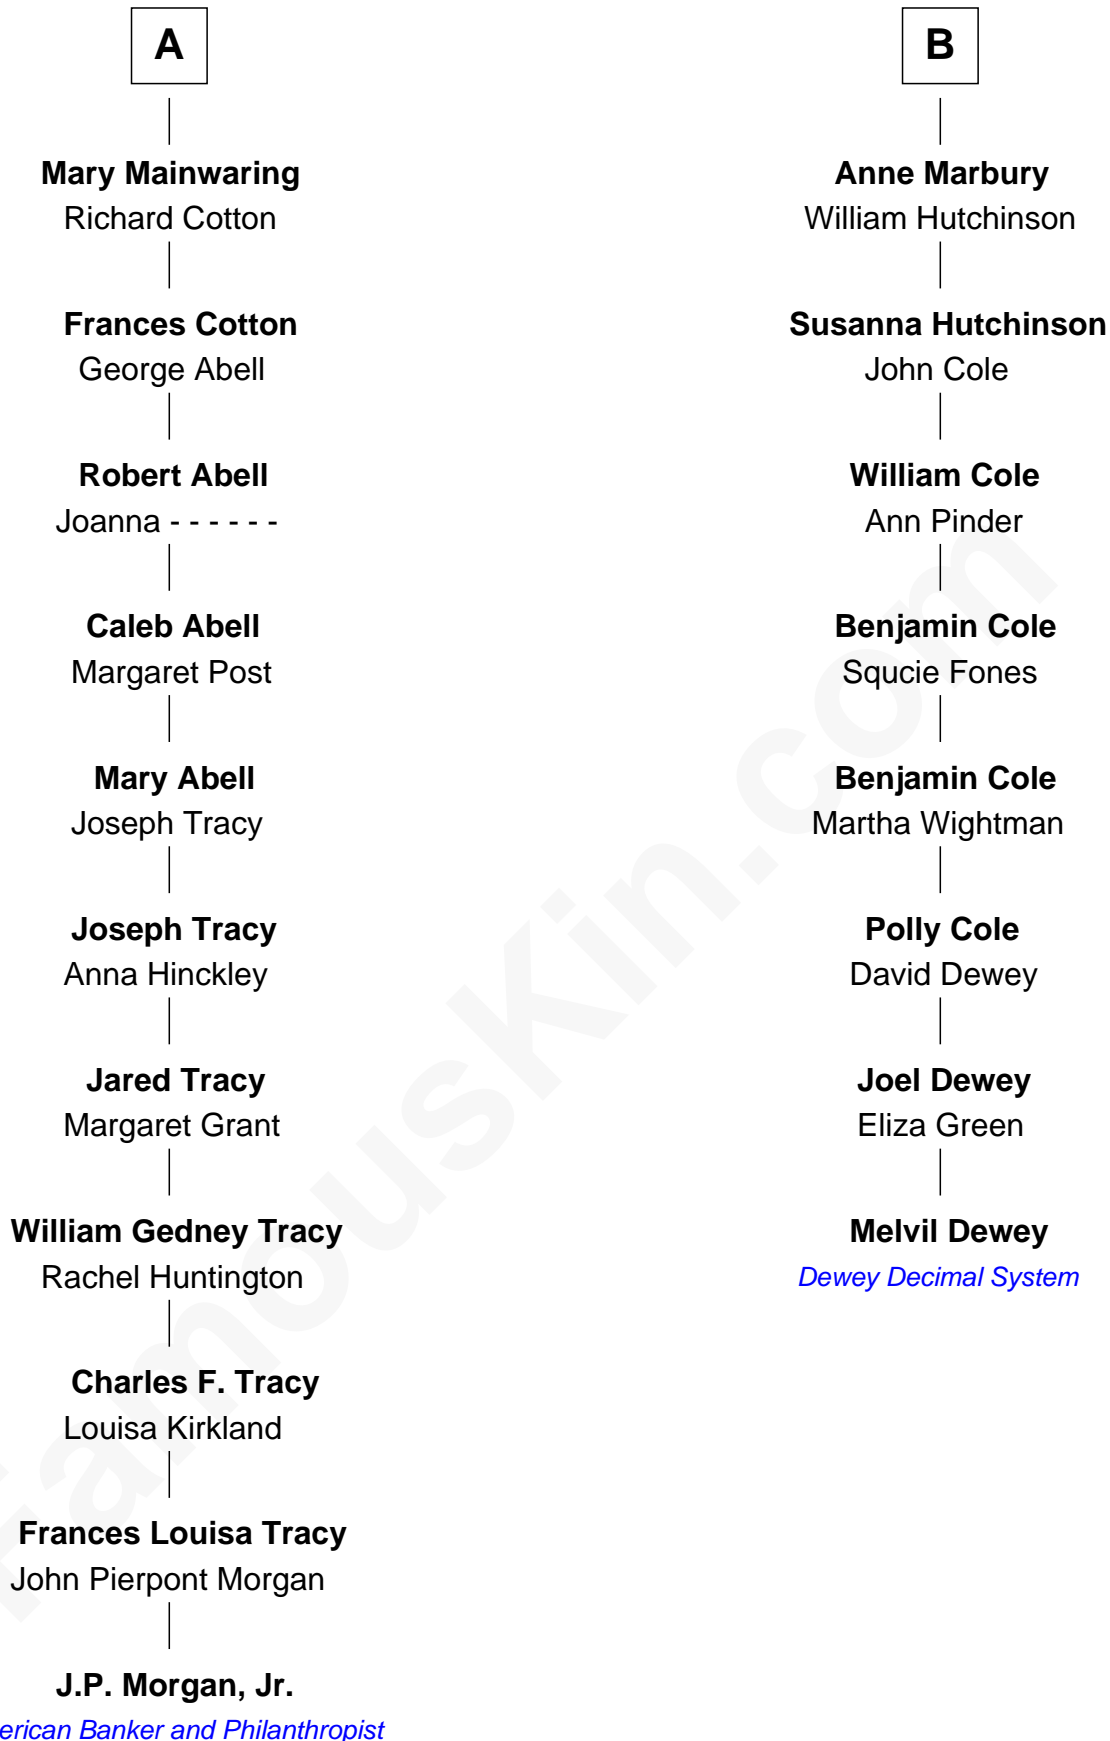 A
Mary Mainwaring
Richard Cotton
Frances Cotton
George Abell
Robert Abell
Joanna - - - - - -
Caleb Abell
Margaret Post
Mary Abell
Joseph Tracy
Joseph Tracy
Anna Hinckley
Jared Tracy
Margaret Grant
William Gedney Tracy
Rachel Huntington
Charles F. Tracy
Louisa Kirkland
Frances Louisa Tracy
John Pierpont Morgan
J.P. Morgan, Jr.
erican Banker and Philanthropist
B
Anne Marbury
William Hutchinson
Susanna Hutchinson
John Cole
William Cole
Ann Pinder
Benjamin Cole
Squcie Fones
Benjamin Cole
Martha Wightman
Polly Cole
David Dewey
Joel Dewey
Eliza Green
Melvil Dewey
Dewey Decimal System
FamousKin.com